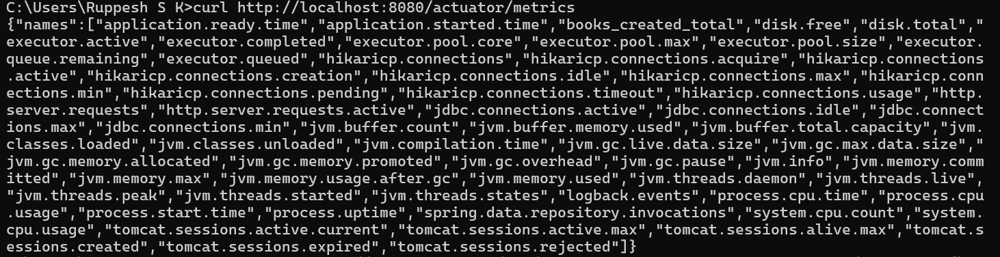 C:\Users\Ruppesh S K>curl http://localhost:8080/actuator/metrics
{"names":["application.ready.time","application.started.time","books_created_total","disk.free","disk.total","
executor.active","executor.completed","executor.pool.core","executor.pool.max","executor.pool.size","executor.
queue.remaining","executor.queued","hikaricp.connections","hikaricp.connections.acquire","hikaricp.connections
.active","hikaricp.connections.creation","hikaricp.connections.idle","hikaricp.connections.max","hikaricp.conn
ections.min","hikaricp.connections.pending","hikaricp.connections.timeout","hikaricp.connections.usage","http.
server.requests","http.server.requests.active","jdbc.connections.active","jdbc.connections.idle","jdbc.connect
ions.max","jdbc.connections.min","jvm.buffer.count","jvm.buffer.memory.used","jvm.buffer.total.capacity","jvm.
classes.loaded","jvm.classes.unloaded","jvm.compilation.time","jvm.gc.live.data.size","jvm.gc.max.data.size","
jvm.gc.memory.allocated","jvm.gc.memory.promoted","jvm.gc.overhead","jvm.gc.pause","jvm.info","jvm.memory.comm
itted","jvm.memory.max","jvm.memory.usage.after.gc","jvm.memory.used","jvm.threads.daemon","jvm.threads.live",
"jvm.threads.peak","jvm.threads.started","jvm.threads.states","logback.events","process.cpu.time","process.cpu
.usage","process.start.time","process.uptime","spring.data.repository.invocations","system.cpu.count","system.
cpu.usage","tomcat.sessions.active.current","tomcat.sessions.active.max","tomcat.sessions.alive.max","tomcat.s
essions.created","tomcat.sessions.expired","tomcat.sessions.rejected"]}